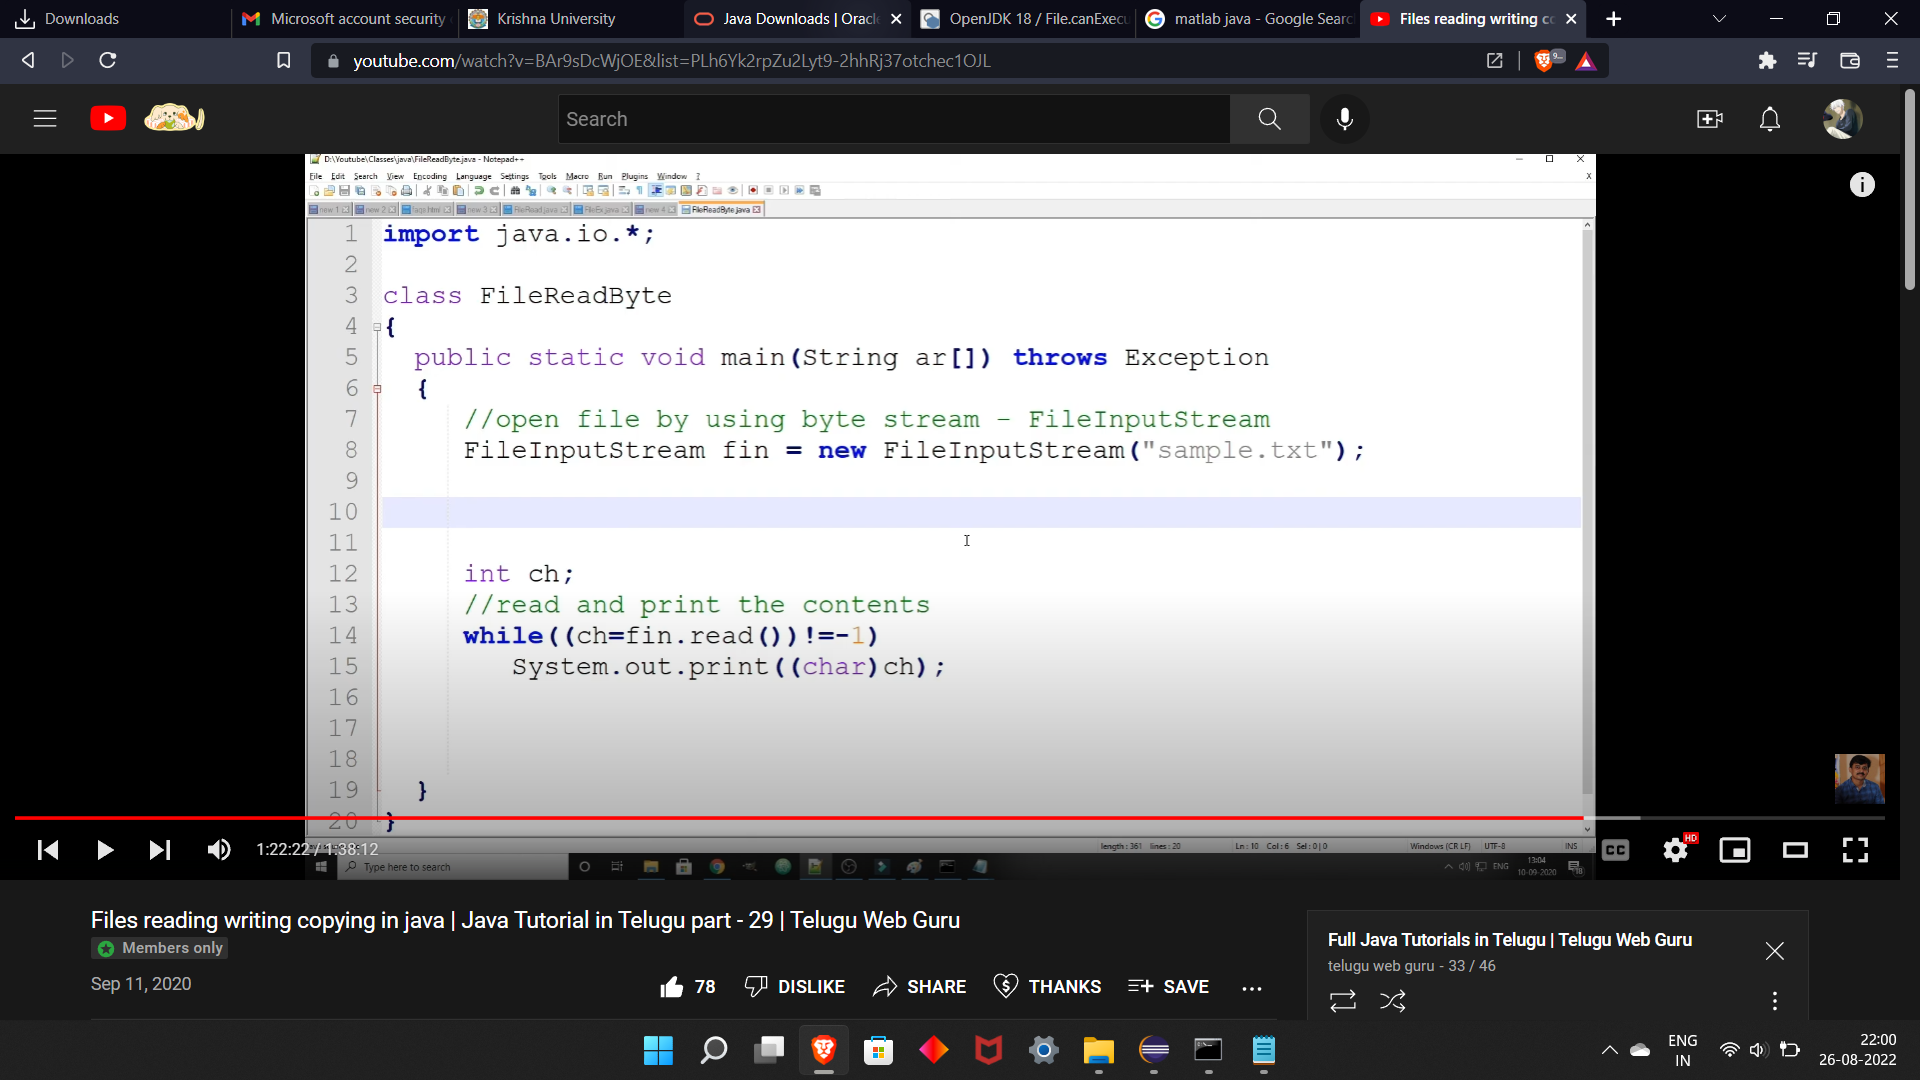 Downloads
Microsoft account security
Krishna University
Java Downloads | Oracle
OpenJDK 18 / File.canExecu
matlab java - Google Search
Files reading writing co
youtube.com/watch?v=BAr9sDcWjOE&list=PLh6Yk2rpZu2Lyt9-2hhRj37otchec1OJL
Search
D:\Youtube\Classes\java\FileReadByte.java - Notepad++
File Edit Search View Encoding Language Settings Tools Macro Run Plugins Window ? X
new 1 new 2 tags.html new 3 FileRead.java FileEx.java new 4 FileReadByte.java
1 import java.io.*;
2
3 class FileReadByte
4 {
5 public static void main(String ar[]) throws Exception
6 {
7 //open file by using byte stream - FileInputStream
8 FileInputStream fin = new FileInputStream("sample.txt");
9
10
11
12 int ch;
13 //read and print the contents
14 while((ch=fin.read())!=-1)
15 System.out.print((char)ch);
16
17
18
19 }
20 }
length : 361 lines : 20 Ln : 10 Col : 6 Sel : 0 | 0 Windows (CR LF) UTF-8 INS
1:22:22 / 1:38:12
CC
HD
Type here to search
ENG
13:04
10-09-2020
Files reading writing copying in java | Java Tutorial in Telugu part - 29 | Telugu Web Guru
Members only
Sep 11, 2020
78 DISLIKE SHARE THANKS SAVE
Full Java Tutorials in Telugu | Telugu Web Guru
telugu web guru - 33 / 46
ENG
IN
22:00
26-08-2022